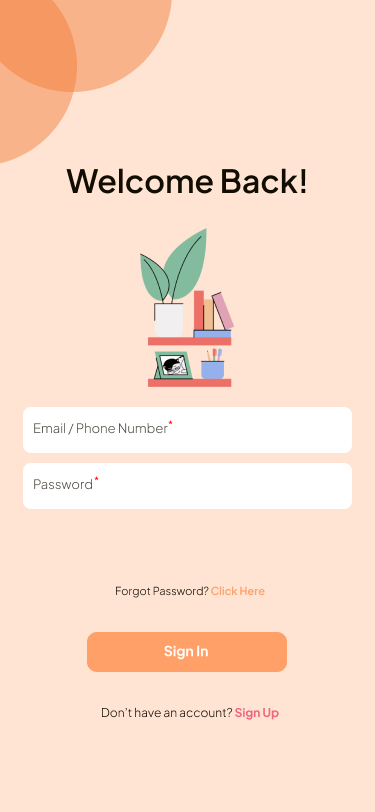 Welcome Back!
Email / Phone Number*
Password*
Forgot Password? Click Here
Sign In
Don't have an account? Sign Up